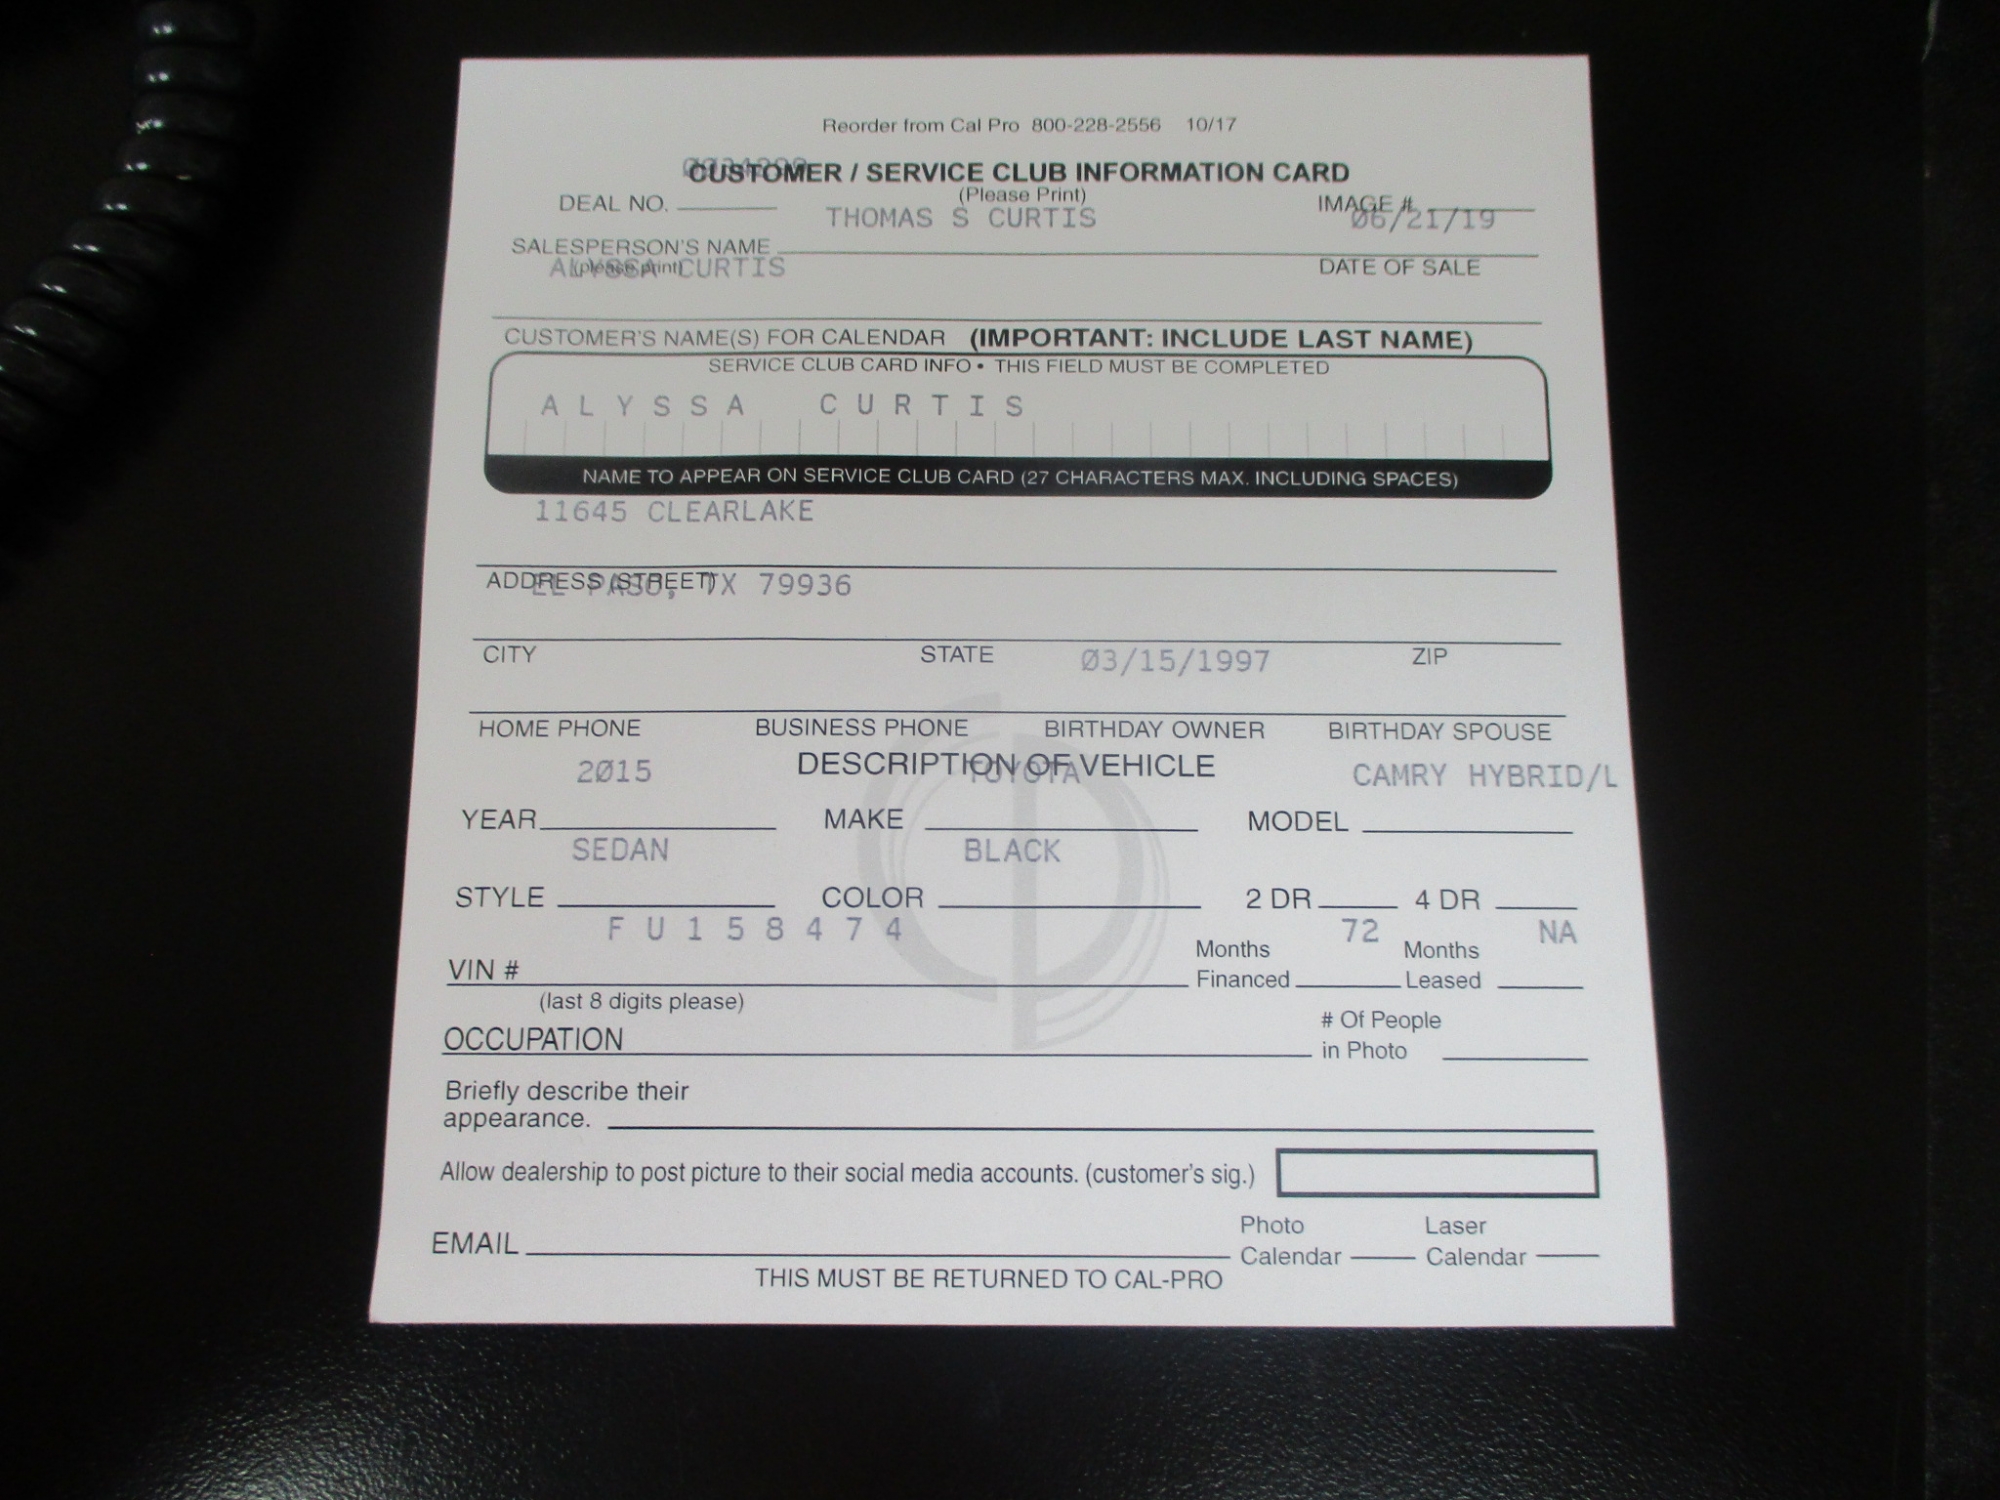 Reorder from Cal Pro 800-228-2556 10/17
CUSTOMER / SERVICE CLUB INFORMATION CARD
(Please Print)
DEAL NO. IMAGE #
THOMAS S CURTIS 06/21/19
SALESPERSON'S NAME
(please print) DATE OF SALE
ALYSSA CURTIS
CUSTOMER'S NAME(S) FOR CALENDAR (IMPORTANT: INCLUDE LAST NAME)
SERVICE CLUB CARD INFO • THIS FIELD MUST BE COMPLETED
A L Y S S A C U R T I S
NAME TO APPEAR ON SERVICE CLUB CARD (27 CHARACTERS MAX. INCLUDING SPACES)
11645 CLEARLAKE
ADDRESS (STREET)
EL PASO, TX 79936
CITY STATE ZIP
03/15/1997
HOME PHONE BUSINESS PHONE BIRTHDAY OWNER BIRTHDAY SPOUSE
DESCRIPTION OF VEHICLE
2015 TOYOTA CAMRY HYBRID/L
YEAR MAKE MODEL
SEDAN BLACK
STYLE COLOR 2 DR 4 DR
F U 1 5 8 4 7 4 72 NA
VIN # Months Financed Months Leased
(last 8 digits please)
OCCUPATION # Of People in Photo
Briefly describe their
appearance.
Allow dealership to post picture to their social media accounts. (customer's sig.)
EMAIL Photo Calendar Laser Calendar
THIS MUST BE RETURNED TO CAL-PRO